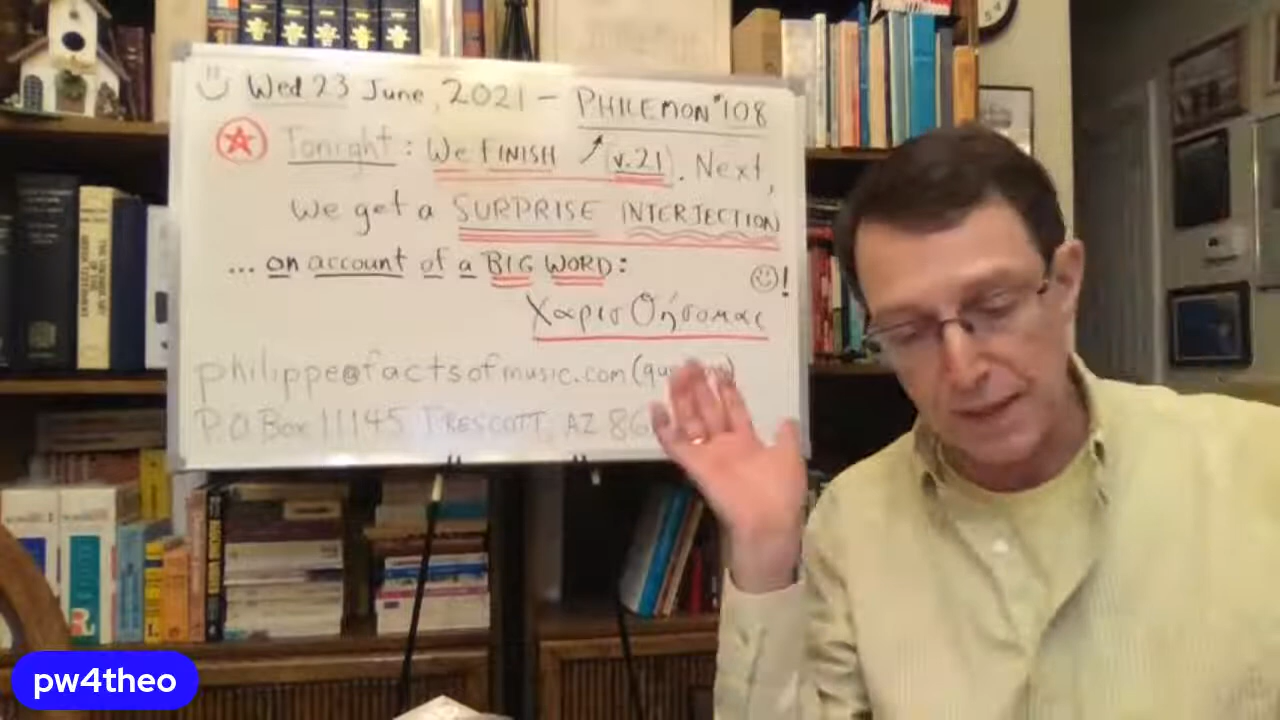 Wed 23 June, 2021 - PHILEMON #108
Tonight: We FINISH (v.21). Next,
we get a SURPRISE INTERJECTION
... on account of a BIG WORD:
Χαρισθήσομαι
philippe@factsofmusic.com
P.O Box 11145 PRESCOTT, AZ
pw4theo